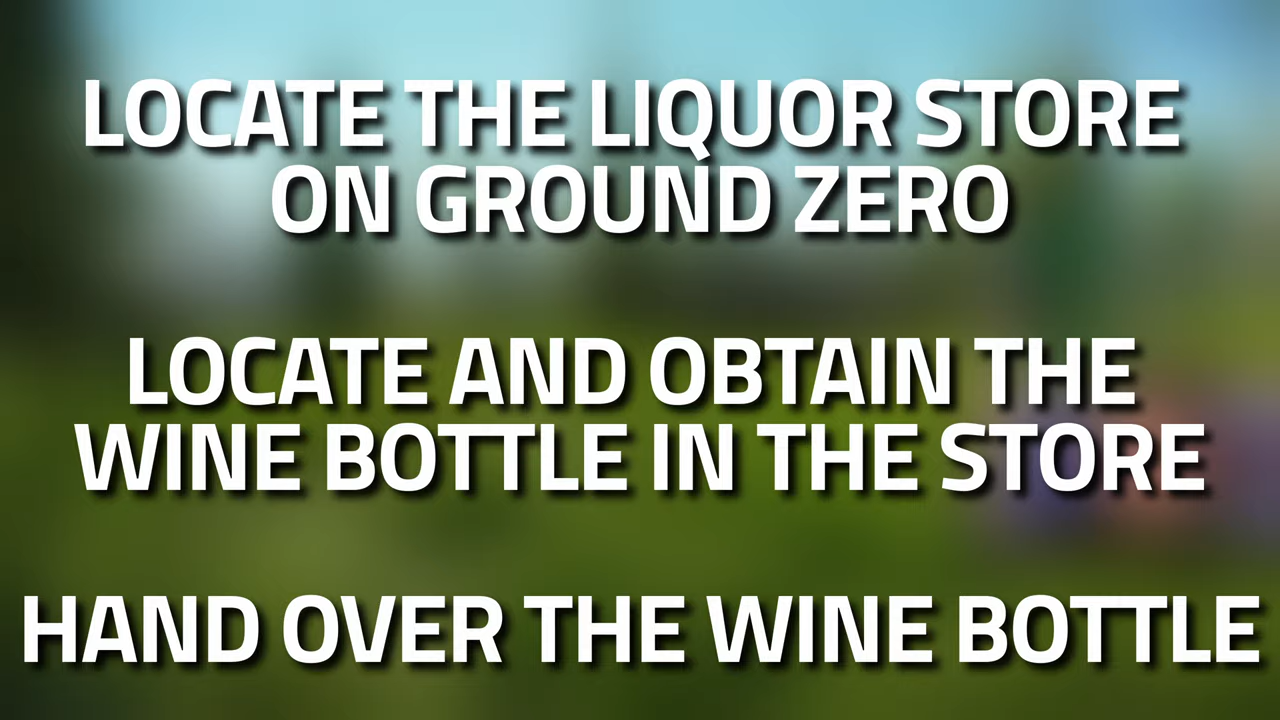 LOCATE THE LIQUOR STORE
ON GROUND ZERO
LOCATE AND OBTAIN THE
WINE BOTTLE IN THE STORE
HAND OVER THE WINE BOTTLE